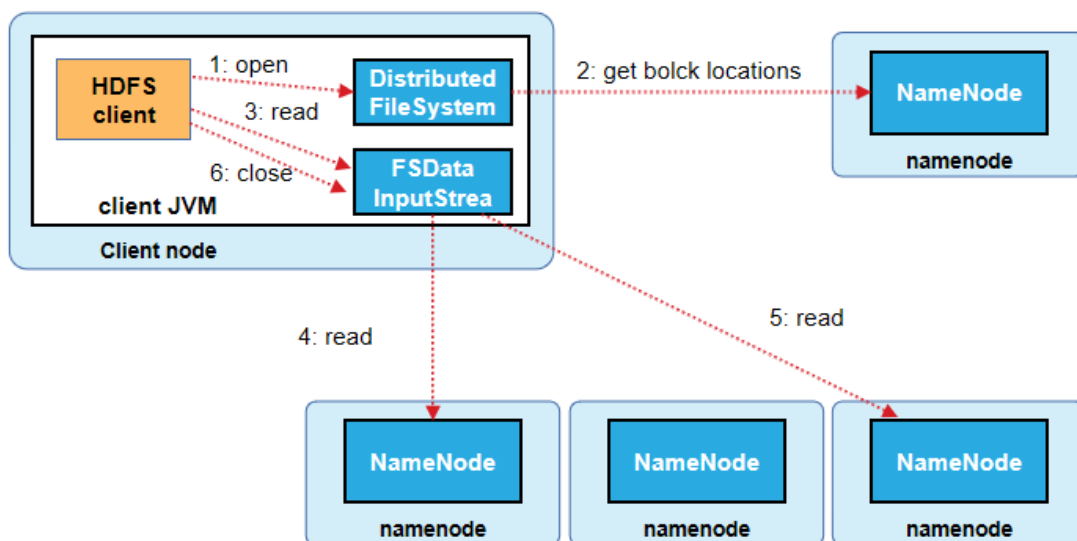 HDFS
client
1: open
3: read
6: close
Distributed
FileSystem
FSData
InputStrea
client JVM
Client node
2: get bolck locations
NameNode
namenode
4: read
5: read
NameNode
namenode
NameNode
namenode
NameNode
namenode